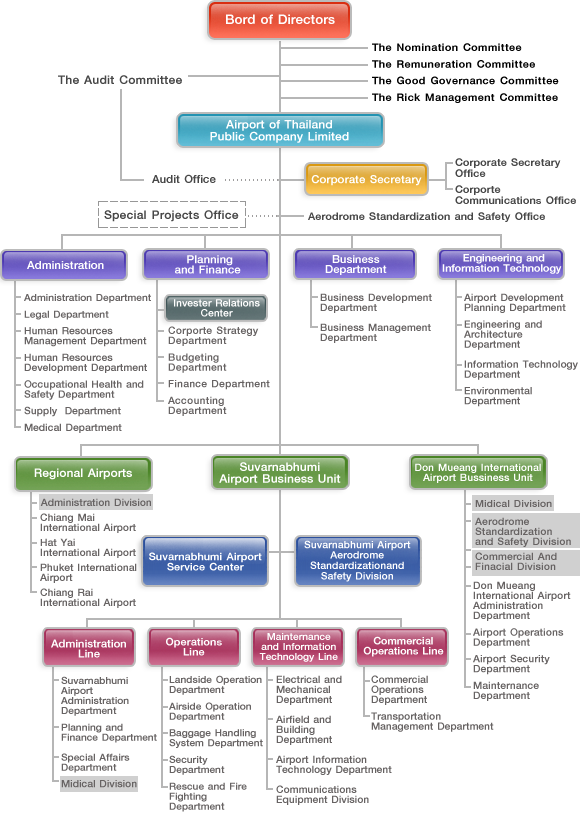 Bord of Directors
The Nomination Committee
The Remuneration Committee
The Audit Committee
The Good Governance Committee
The Rick Management Committee
Airport of Thailand
Public Company Limited
Audit Office
Corporate Secretary
Corporate Secretary
Office
Corporte
Communications Office
Special Projects Office
Aerodrome Standardization and Safety Office
Administration
Administration Department
Legal Department
Human Resources
Management Department
Human Resources
Development Department
Occupational Health and
Safety Department
Supply Department
Medical Department
Planning
and Finance
Invester Relations
Center
Corporte Strategy
Department
Budgeting
Department
Finance Department
Accounting
Department
Business
Department
Business Development
Department
Business Management
Department
Engineering and
Information Technology
Airport Development
Planning Department
Engineering and
Architecture
Department
Information Technology
Department
Environmental
Department
Regional Airports
Administration Division
Chiang Mai
International Airport
Hat Yai
International Airport
Phuket International
Airport
Chiang Rai
International Airport
Suvarnabhumi
Airport Business Unit
Suvarnabhumi Airport
Service Center
Suvarnabhumi Airport
Aerodrome
Standardizationand
Safety Division
Don Mueang International
Airport Bussiness Unit
Midical Division
Aerodrome
Standardization
and Safety Division
Commercial And
Finacial Division
Don Mueang
International Airport
Administration
Department
Airport Operations
Department
Airport Security
Department
Maintenance
Department
Administration
Line
Suvarnabhumi
Airport
Administration
Department
Planning and
Finance Department
Special Affairs
Department
Midical Division
Operations
Line
Landside Operation
Department
Airside Operation
Department
Baggage Handling
System Department
Security
Department
Rescue and Fire
Fighting
Department
Maintenance
and Information
Technology Line
Electrical and
Mechanical
Department
Airfield and
Building
Department
Airport Information
Technology Department
Communications
Equipment Division
Commercial
Operations Line
Commercial
Operations
Department
Transportation
Management Department